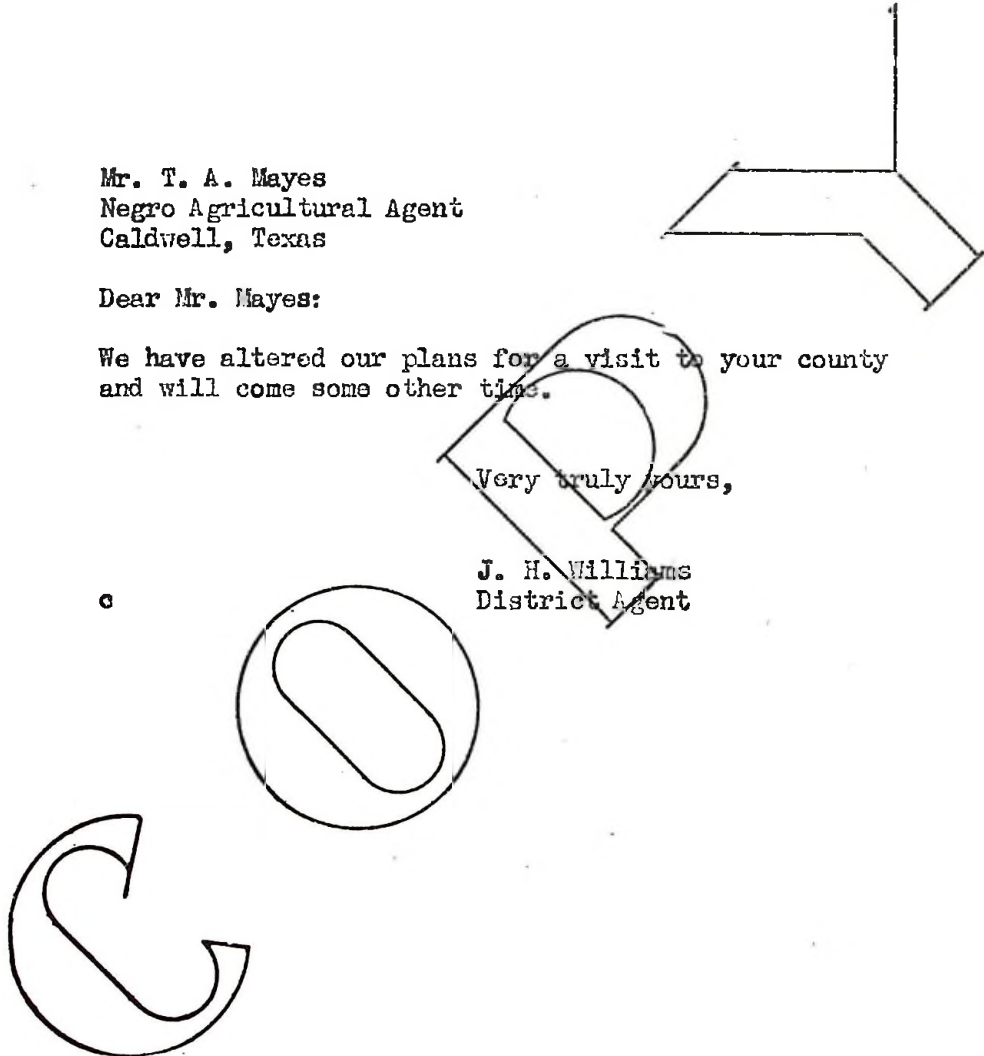 Mr. T. A. Mayes
Negro Agricultural Agent
Caldwell, Texas
Dear Mr. Mayes:
We have altered our plans for a visit to your county
and will come some other time.
Very truly yours,
J. H. Williams
c District Agent
COPY